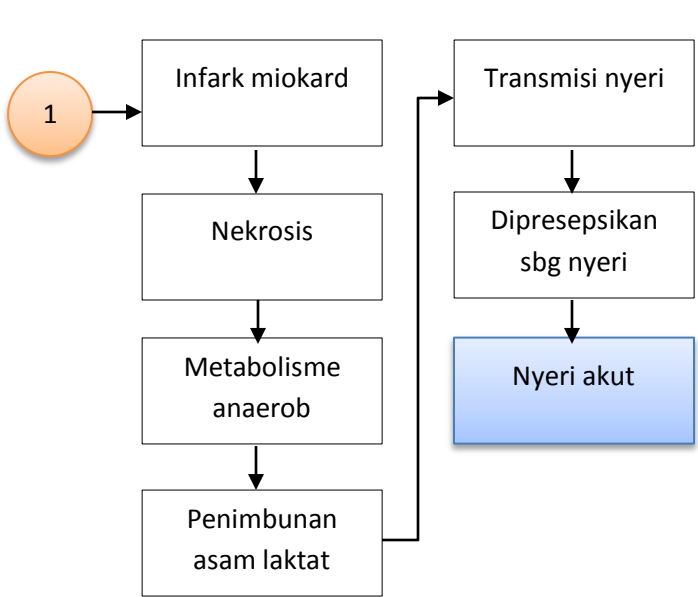 1
Infark miokard
Nekrosis
Metabolisme
anaerob
Penimbunan
asam laktat
Transmisi nyeri
Dipresepsikan
sbg nyeri
Nyeri akut